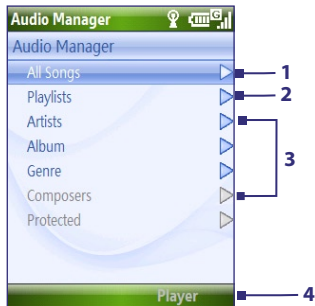 Audio Manager G
Audio Manager
All Songs 1
Playlists 2
Artists
Album
3
Genre
Composers
Protected
Player 4